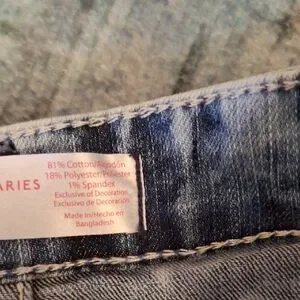 ARIES
81% Cotton/Algodón
18% Polyester/Poliéster
1% Spandex
Exclusive of Decoration
Exclusivo de Decoración
Made In/Hecho en
Bangladesh